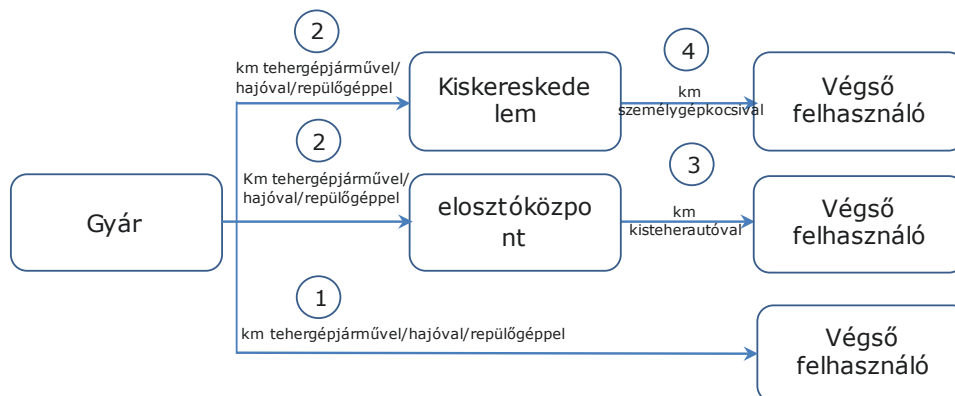 2
km tehergépjárművel/
hajóval/repülőgéppel
Kiskereskede
lem
4
km
személygépkocsival
Végső
felhasználó
Gyár
2
Km tehergépjárművel/
hajóval/repülőgéppel
elosztóközpo
nt
3
km
kisteherautóval
Végső
felhasználó
1
km tehergépjárművel/hajóval/repülőgéppel
Végső
felhasználó